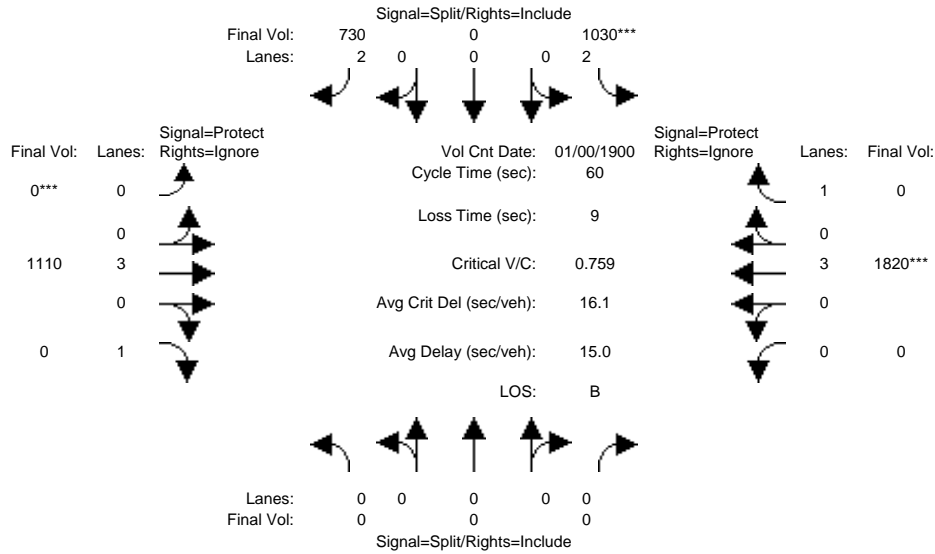 Signal=Split/Rights=Include
Final Vol: 730 0 1030***
Lanes: 2 0 0 0 2
Signal=Protect
Final Vol: Lanes: Rights=Ignore
Vol Cnt Date: 01/00/1900
Signal=Protect
Rights=Ignore Lanes: Final Vol:
Cycle Time (sec): 60
0*** 0
1 0
Loss Time (sec): 9
0
0
1110 3
Critical V/C: 0.759
3 1820***
0
Avg Crit Del (sec/veh): 16.1
0
0 1
Avg Delay (sec/veh): 15.0
0 0
LOS: B
Lanes: 0 0 0 0 0
Final Vol: 0 0 0
Signal=Split/Rights=Include